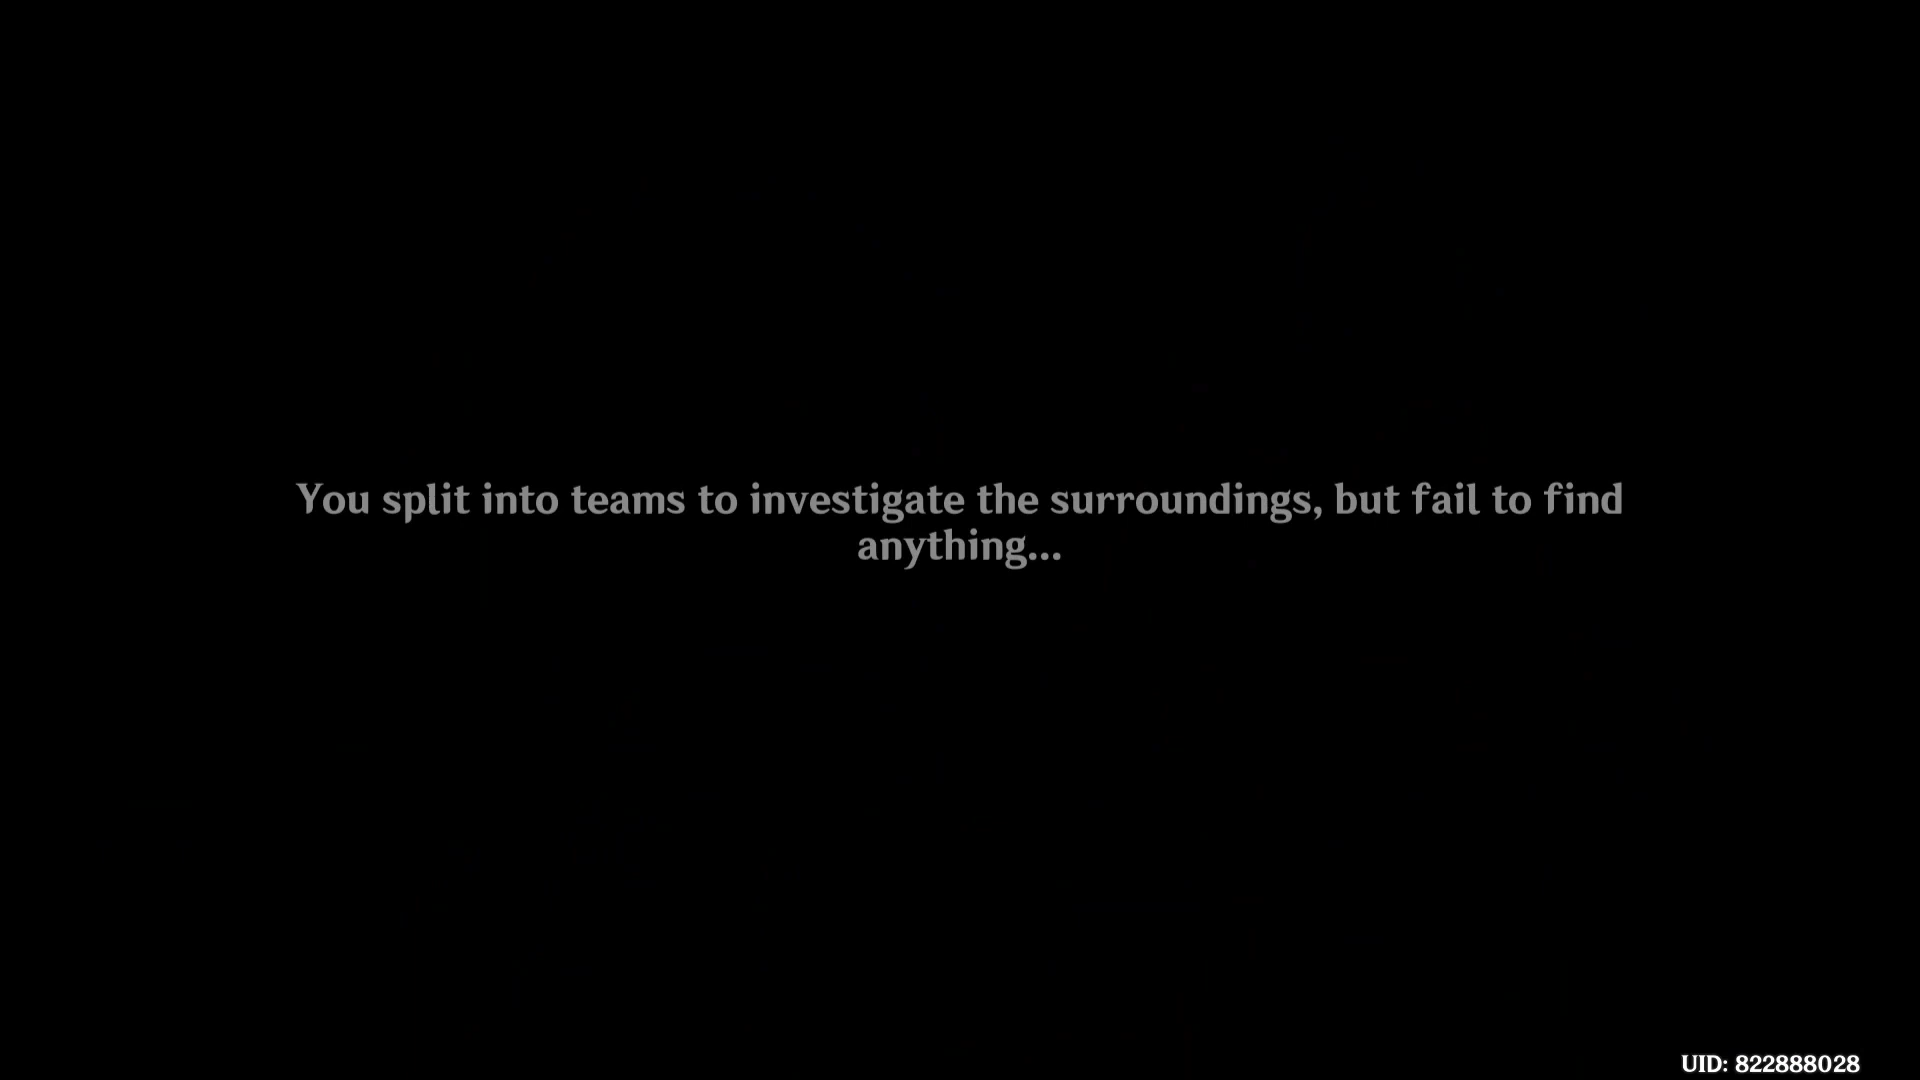 You split into teams to investigate the surroundings, but fail to find
anything...
UID: 822888028